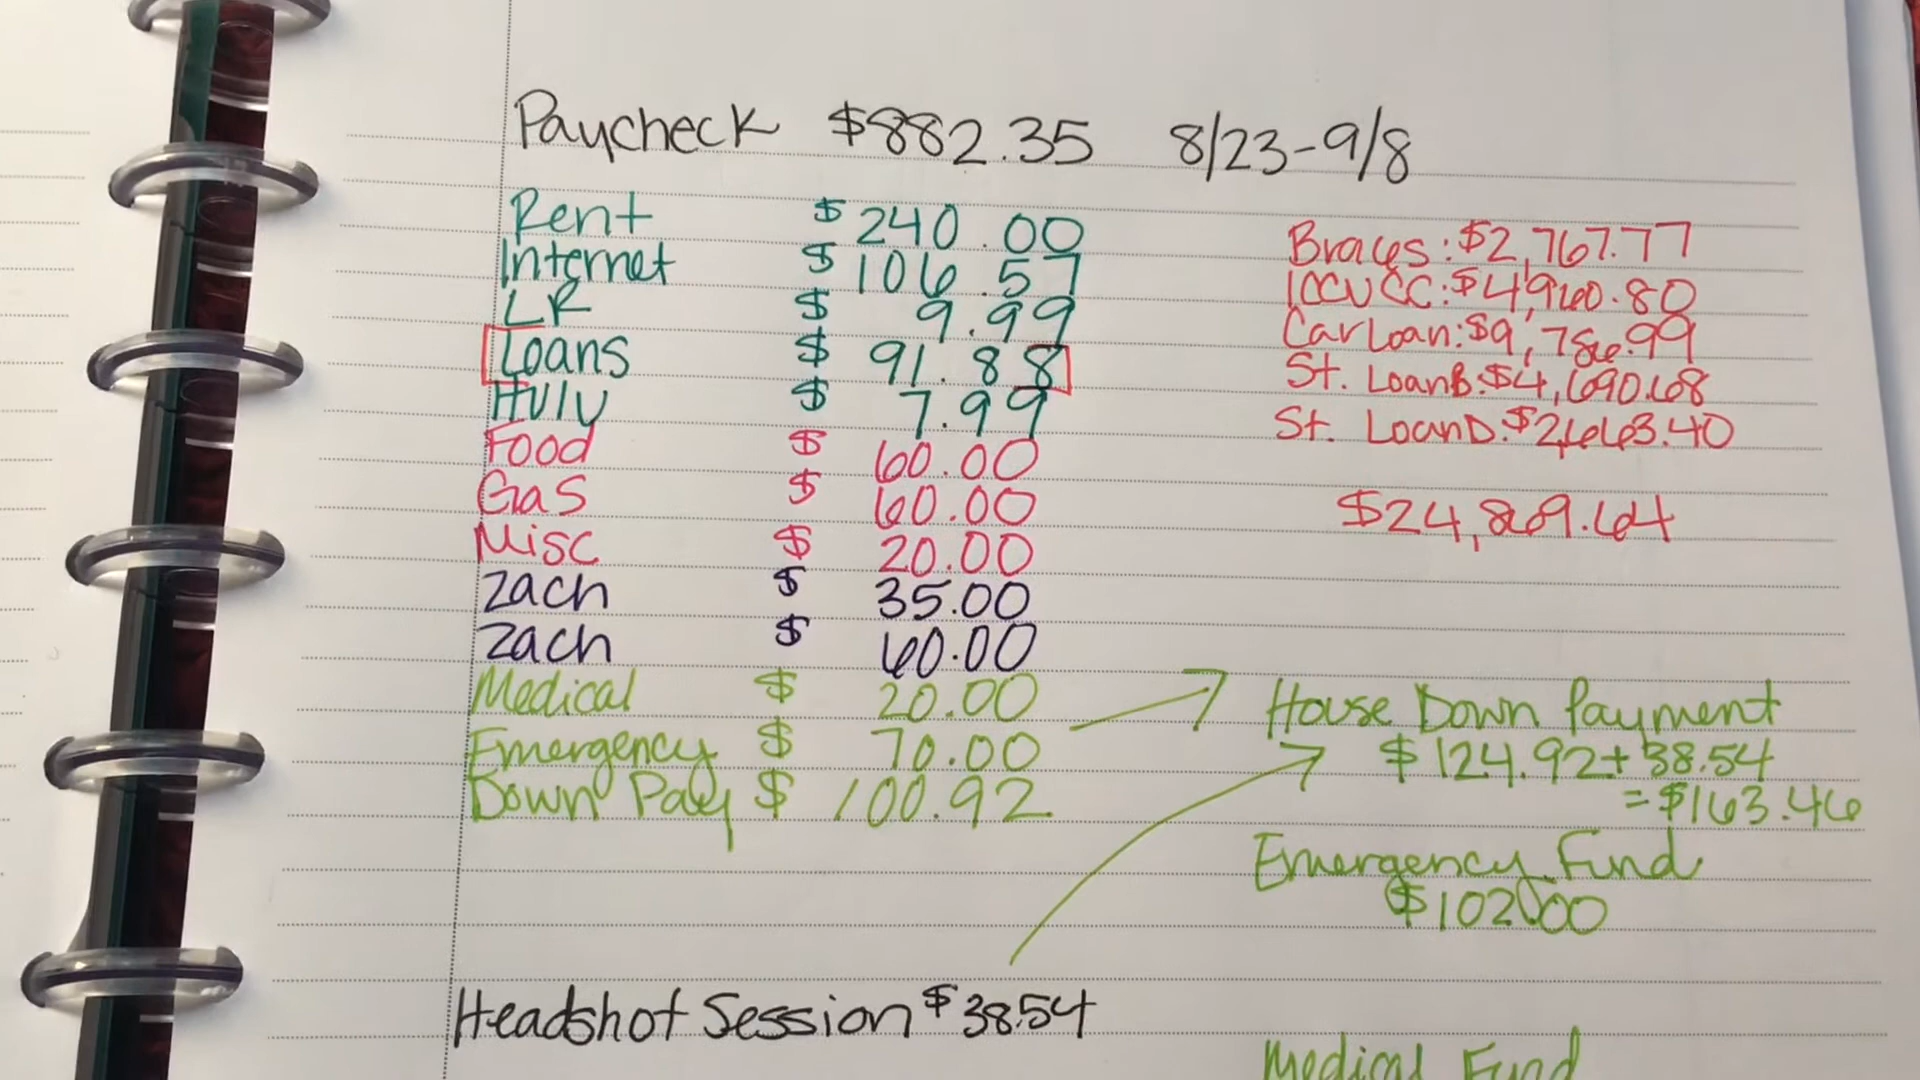 Paycheck $882.35 8/23-9/8
Rent $240.00
Internet $106.57
LR $9.99
Loans $91.88
Hulu $7.99
Food $60.00
Gas $60.00
Misc $20.00
Zach $35.00
Zach $60.00
Medical $20.00
Emergency $70.00
Down Pay $100.92
Headshot Session $38.54
Braces: $2,767.77
ICCU CC: $4,960.80
Car Loan: $9,786.99
St. Loan B: $4,690.68
St. Loan D: $2,663.40
$24,869.64
House Down Payment
$124.92+38.54
=$163.46
Emergency Fund
$102.00
Medical Fund